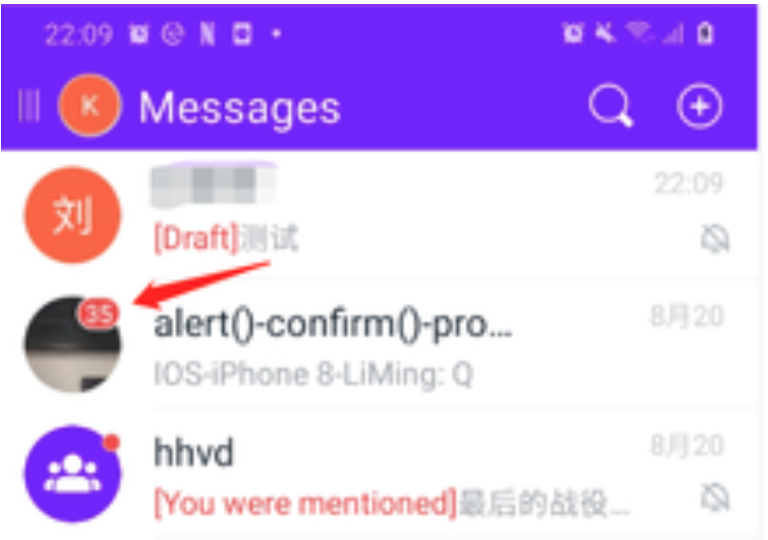 22:09
K Messages
刘 22:09
[Draft]测试
35 alert()-confirm()-pro... 8月20
IOS-iPhone 8-LiMing: Q
hhvd 8月20
[You were mentioned]最后的战役...